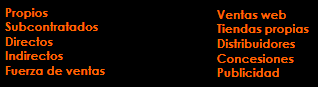 Propios
Subcontratados
Directos
Indirectos
Fuerza de ventas
Ventas web
Tiendas propias
Distribuidores
Concesiones
Publicidad